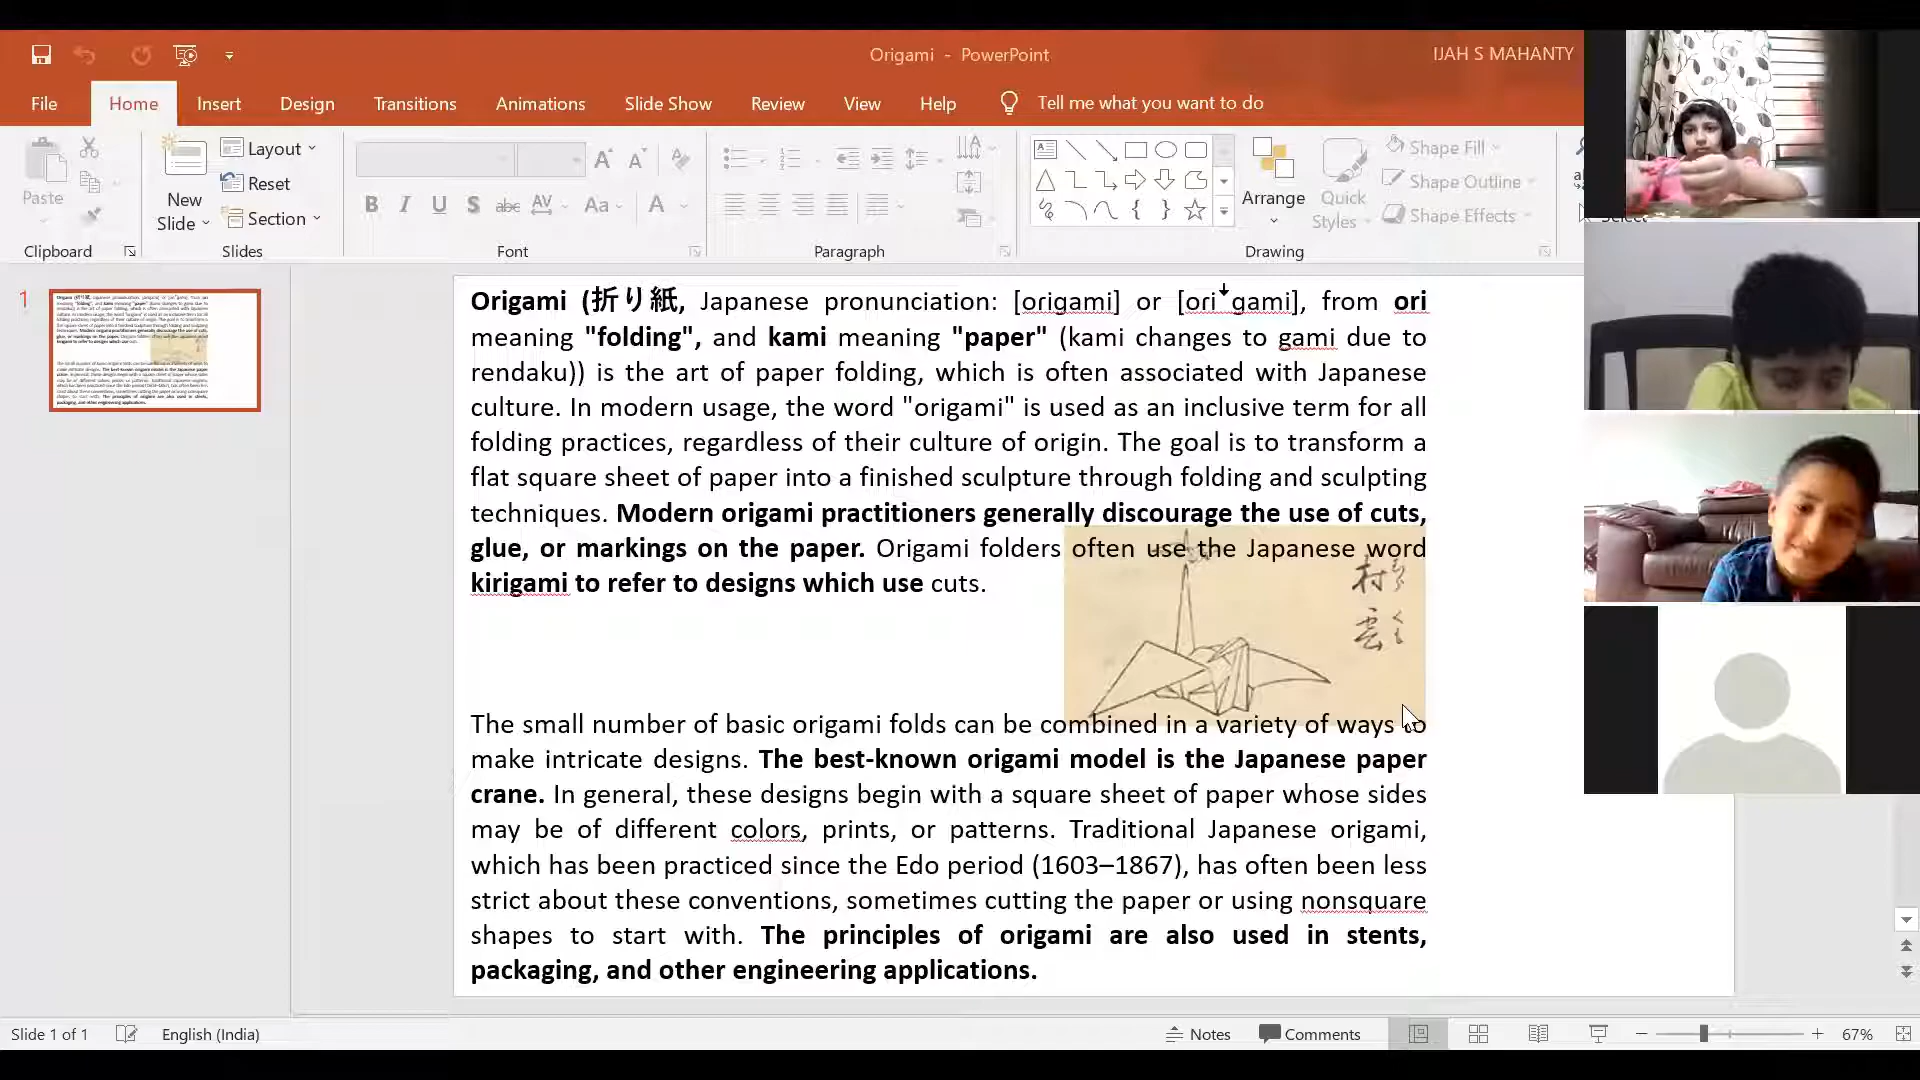 Origami - PowerPoint
IJAH S MAHANTY
File Home Insert Design Transitions Animations Slide Show Review View Help Tell me what you want to do
Paste
New Slide
Layout
Reset
Section
B I U S abc AV Aa A
Arrange
Quick Styles
Shape Fill
Shape Outline
Shape Effects
Select
Clipboard Slides Font Paragraph Drawing
1
Origami (折り紙, Japanese pronunciation: [origami] or [oriꜜgami], from ori
meaning "folding", and kami meaning "paper" (kami changes to gami due to
rendaku)) is the art of paper folding, which is often associated with Japanese
culture. In modern usage, the word "origami" is used as an inclusive term for all
folding practices, regardless of their culture of origin. The goal is to transform a
flat square sheet of paper into a finished sculpture through folding and sculpting
techniques. Modern origami practitioners generally discourage the use of cuts,
glue, or markings on the paper. Origami folders often use the Japanese word
kirigami to refer to designs which use cuts.
村雲
The small number of basic origami folds can be combined in a variety of ways to
make intricate designs. The best-known origami model is the Japanese paper
crane. In general, these designs begin with a square sheet of paper whose sides
may be of different colors, prints, or patterns. Traditional Japanese origami,
which has been practiced since the Edo period (1603–1867), has often been less
strict about these conventions, sometimes cutting the paper or using nonsquare
shapes to start with. The principles of origami are also used in stents,
packaging, and other engineering applications.
Slide 1 of 1 English (India) Notes Comments 67%